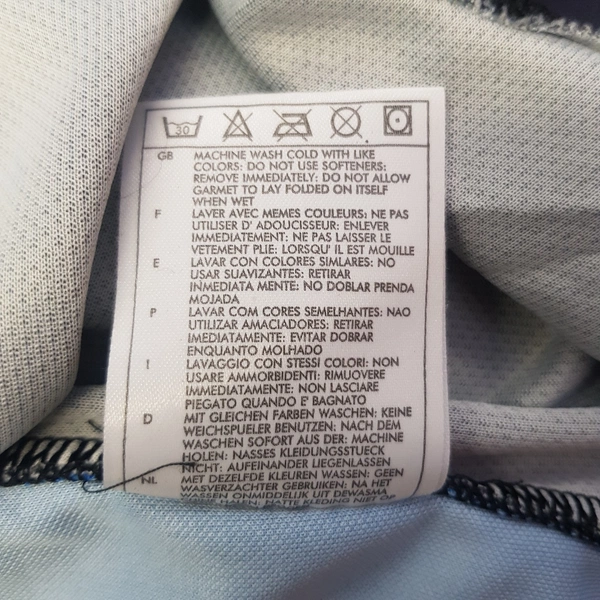 30
GB MACHINE WASH COLD WITH LIKE
COLORS: DO NOT USE SOFTENERS:
REMOVE IMMEDIATELY: DO NOT ALLOW
GARMET TO LAY FOLDED ON ITSELF
WHEN WET
F LAVER AVEC MEMES COULEURS: NE PAS
UTILISER D' ADOUCISSEUR: ENLEVER
IMMEDIATEMENT: NE PAS LAISSER LE
VETEMENT PLIE: LORSQU' IL EST MOUILLE
E LAVAR CON COLORES SIMLARES: NO
USAR SUAVIZANTES: RETIRAR
INMEDIATA MENTE: NO DOBLAR PRENDA
MOJADA
P LAVAR COM CORES SEMELHANTES: NAO
UTILIZAR AMACIADORES: RETIRAR
IMEDIATAMENTE: EVITAR DOBRAR
ENQUANTO MOLHADO
I LAVAGGIO CON STESSI COLORI: NON
USARE AMMORBIDENTI: RIMUOVERE
IMMEDIATAMENTE: NON LASCIARE
PIEGATO QUANDO E' BAGNATO
D MIT GLEICHEN FARBEN WASCHEN: KEINE
WEICHSPUELER BENUTZEN: NACH DEM
WASCHEN SOFORT AUS DER: MACHINE
HOLEN: NASSES KLEIDUNGSSTUECK
NICHT: AUFEINANDER LIEGENLASSEN
NL MET DEZELFDE KLEUREN WASSEN: GEEN
WASVERZACHTER GEBRUIKEN: NA HET
WASSEN ONMIDDELIJK UIT DEWASMA
HALEN: NATTE KLEDING NIET OP